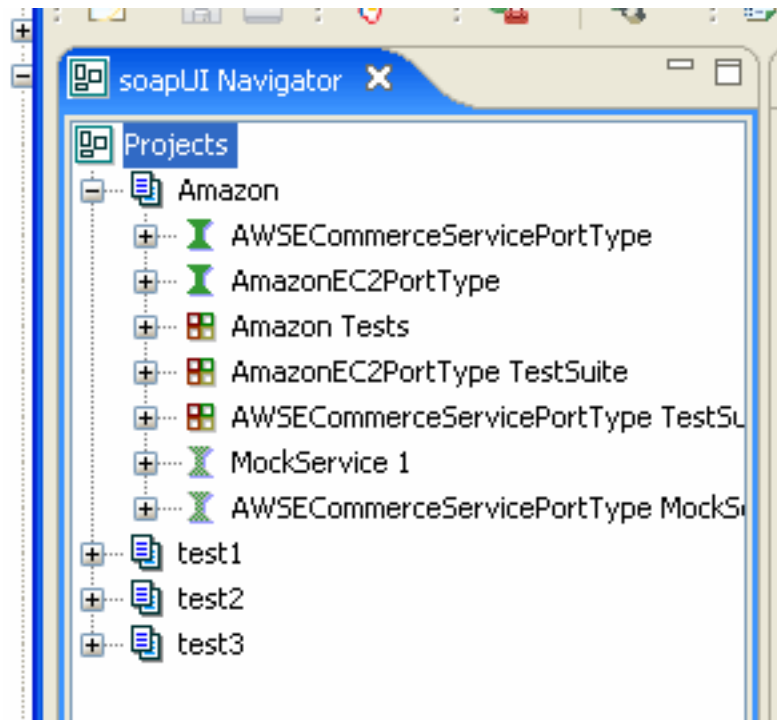 soapUI Navigator
Projects
Amazon
AWSECommerceServicePortType
AmazonEC2PortType
Amazon Tests
AmazonEC2PortType TestSuite
AWSECommerceServicePortType TestSu
MockService 1
AWSECommerceServicePortType MockS
test1
test2
test3